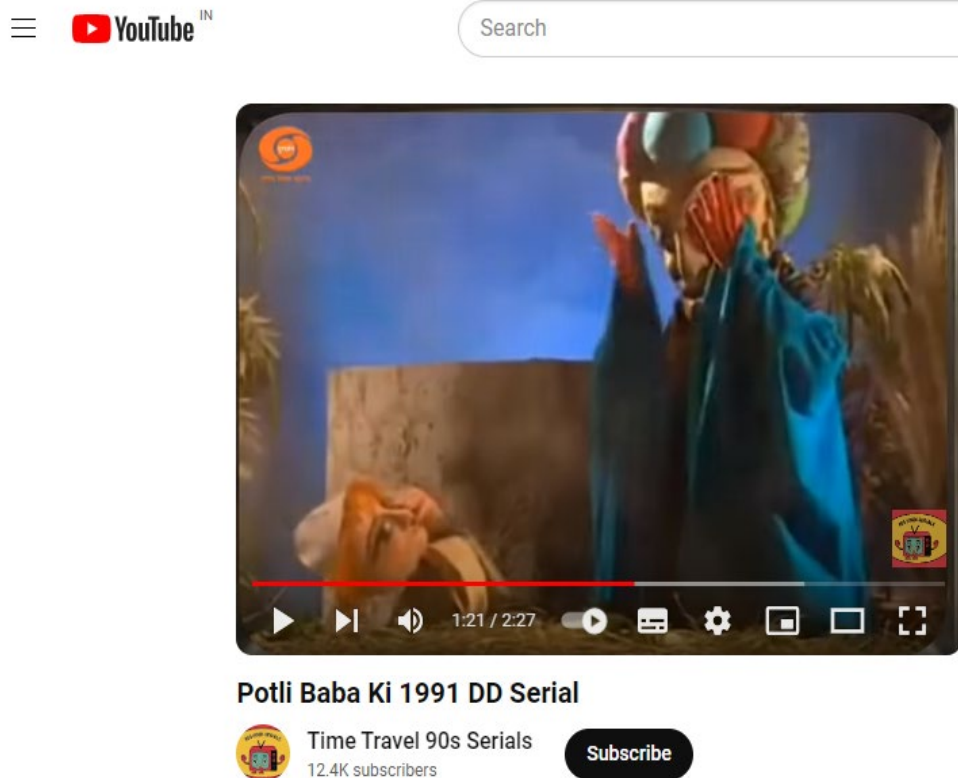 YouTube IN
Search
1:21 / 2:27
Potli Baba Ki 1991 DD Serial
Time Travel 90s Serials
12.4K subscribers
Subscribe